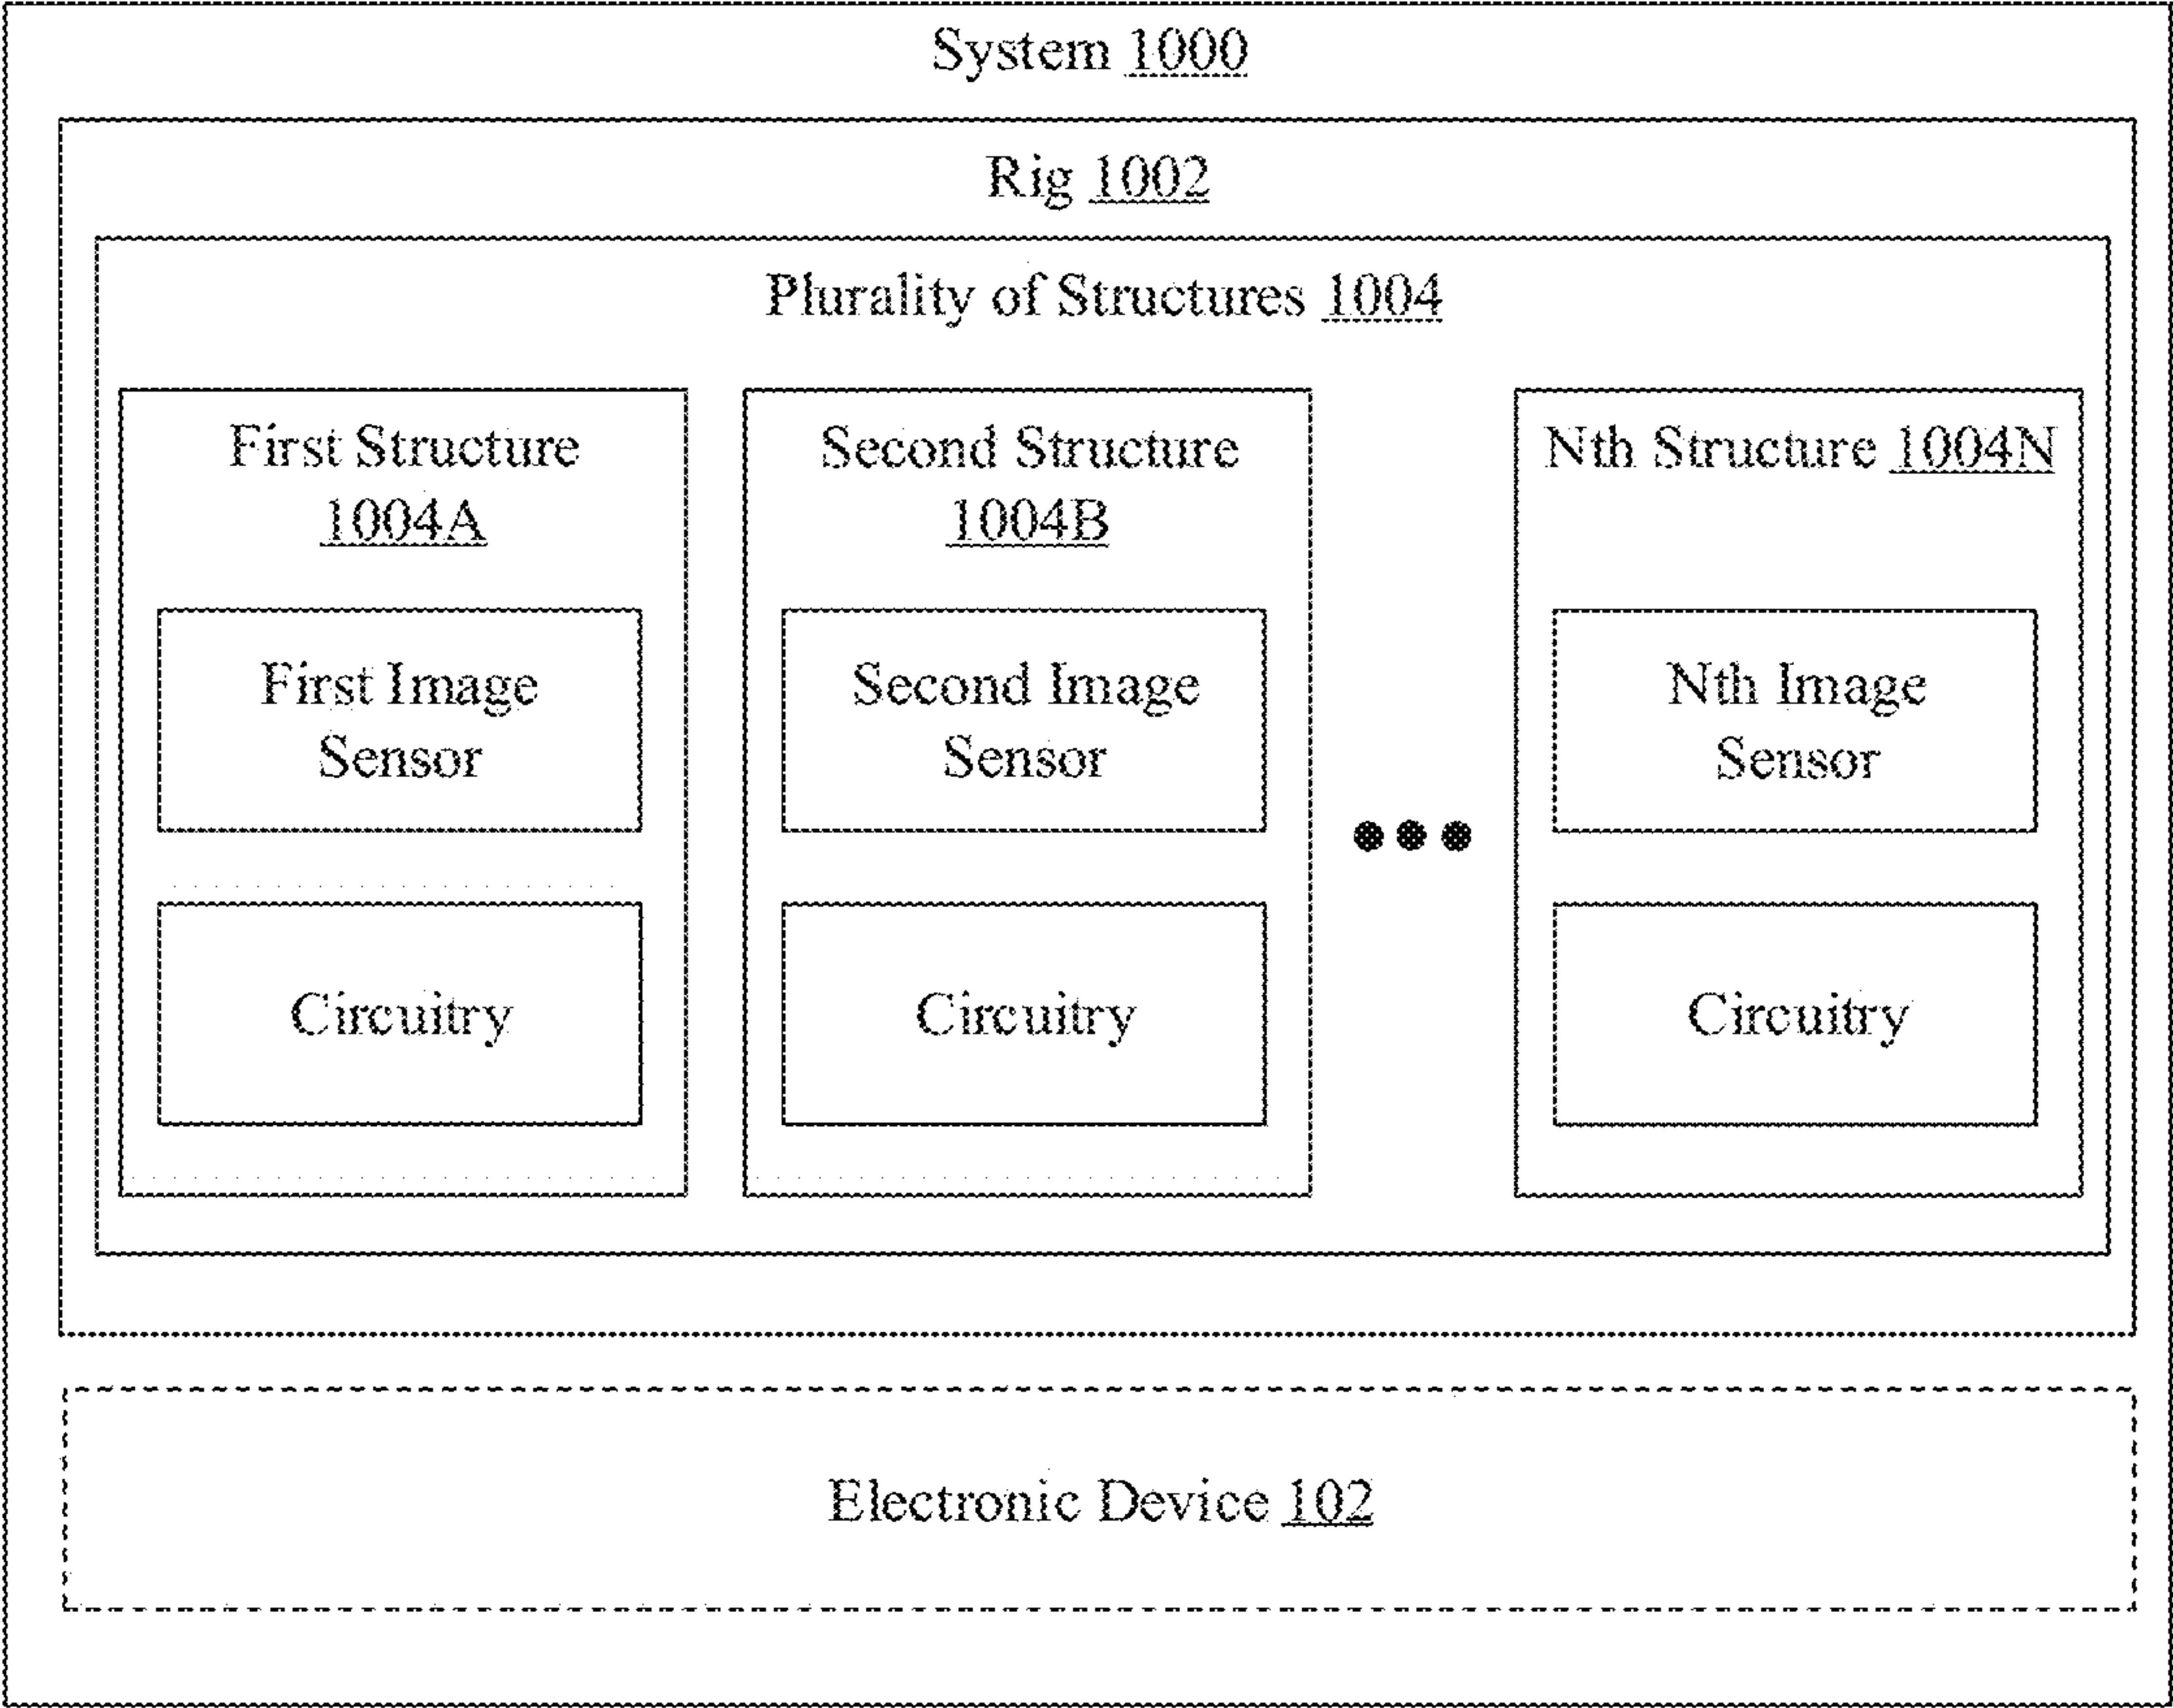 System 1000
Rig 1002
Plurality of Structures 1004
First Structure
1004A
First Image
Sensor
Circuitry
Second Structure
1004B
Second Image
Sensor
Circuitry
Nth Structure 1004N
Nth Image
Sensor
Circuitry
Electronic Device 102